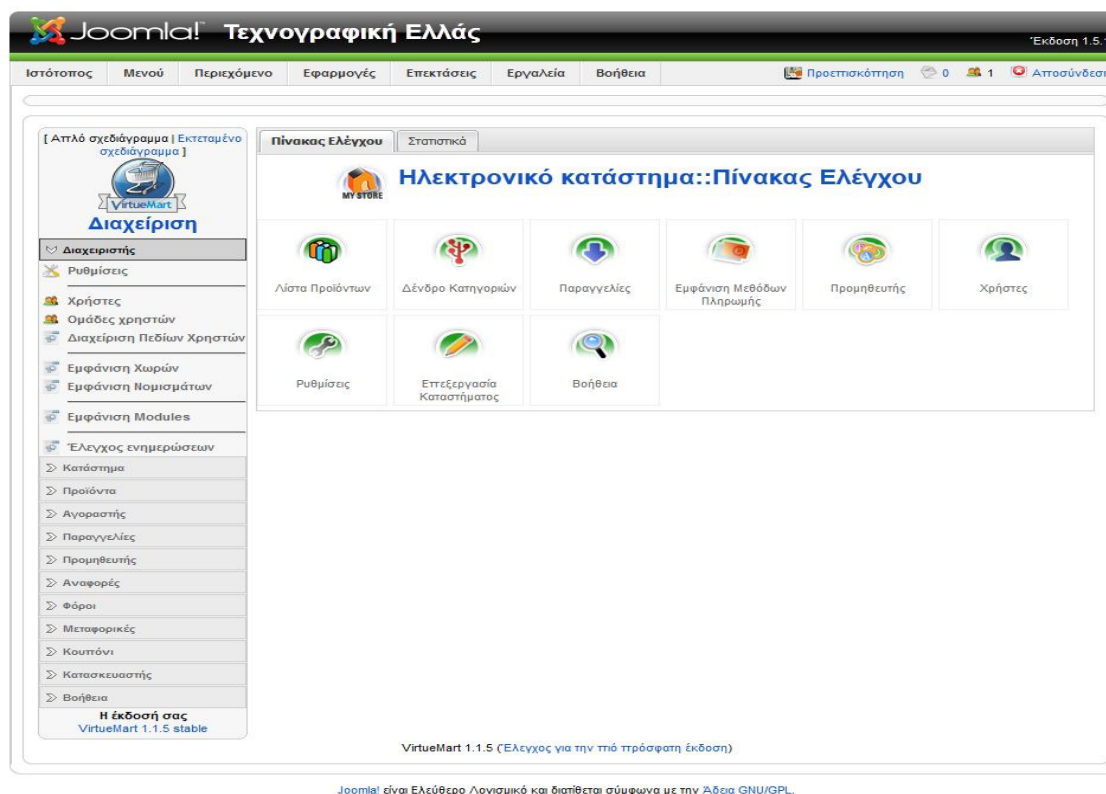 Joomla! Τεχνογραφική Ελλάς
Έκδοση 1.5.
Ιστότοπος Μενού Περιεχόμενο Εφαρμογές Επεκτάσεις Εργαλεία Βοήθεια Προεπισκόπηση 0 1 Αποσύνδεσ
[ Απλό σχεδιάγραμμα | Εκτεταμένο
σχεδιάγραμμα ]
VirtueMart
Διαχείριση
Διαχειριστής
Ρυθμίσεις
Χρήστες
Ομάδες χρηστών
Διαχείριση Πεδίων Χρηστών
Εμφάνιση Χωρών
Εμφάνιση Νομισμάτων
Εμφάνιση Modules
Έλεγχος ενημερώσεων
Κατάστημα
Προϊόντα
Αγοραστής
Παραγγελίες
Προμηθευτής
Αναφορές
Φόροι
Μεταφορικές
Κουπόνι
Κατασκευαστής
Βοήθεια
Η έκδοσή σας
VirtueMart 1.1.5 stable
Πίνακας Ελέγχου Στατιστικά
MY STORE
Ηλεκτρονικό κατάστημα::Πίνακας Ελέγχου
Λίστα Προϊόντων Δένδρο Κατηγοριών Παραγγελίες Εμφάνιση Μεθόδων Προμηθευτής Χρήστες
Πληρωμής
Ρυθμίσεις Επεξεργασία Βοήθεια
Καταστήματος
VirtueMart 1.1.5 (Έλεγχος για την πιό πρόσφατη έκδοση)
Joomla! είναι Ελεύθερο Λογισμικό και διατίθεται σύμφωνα με την Άδεια GNU/GPL.